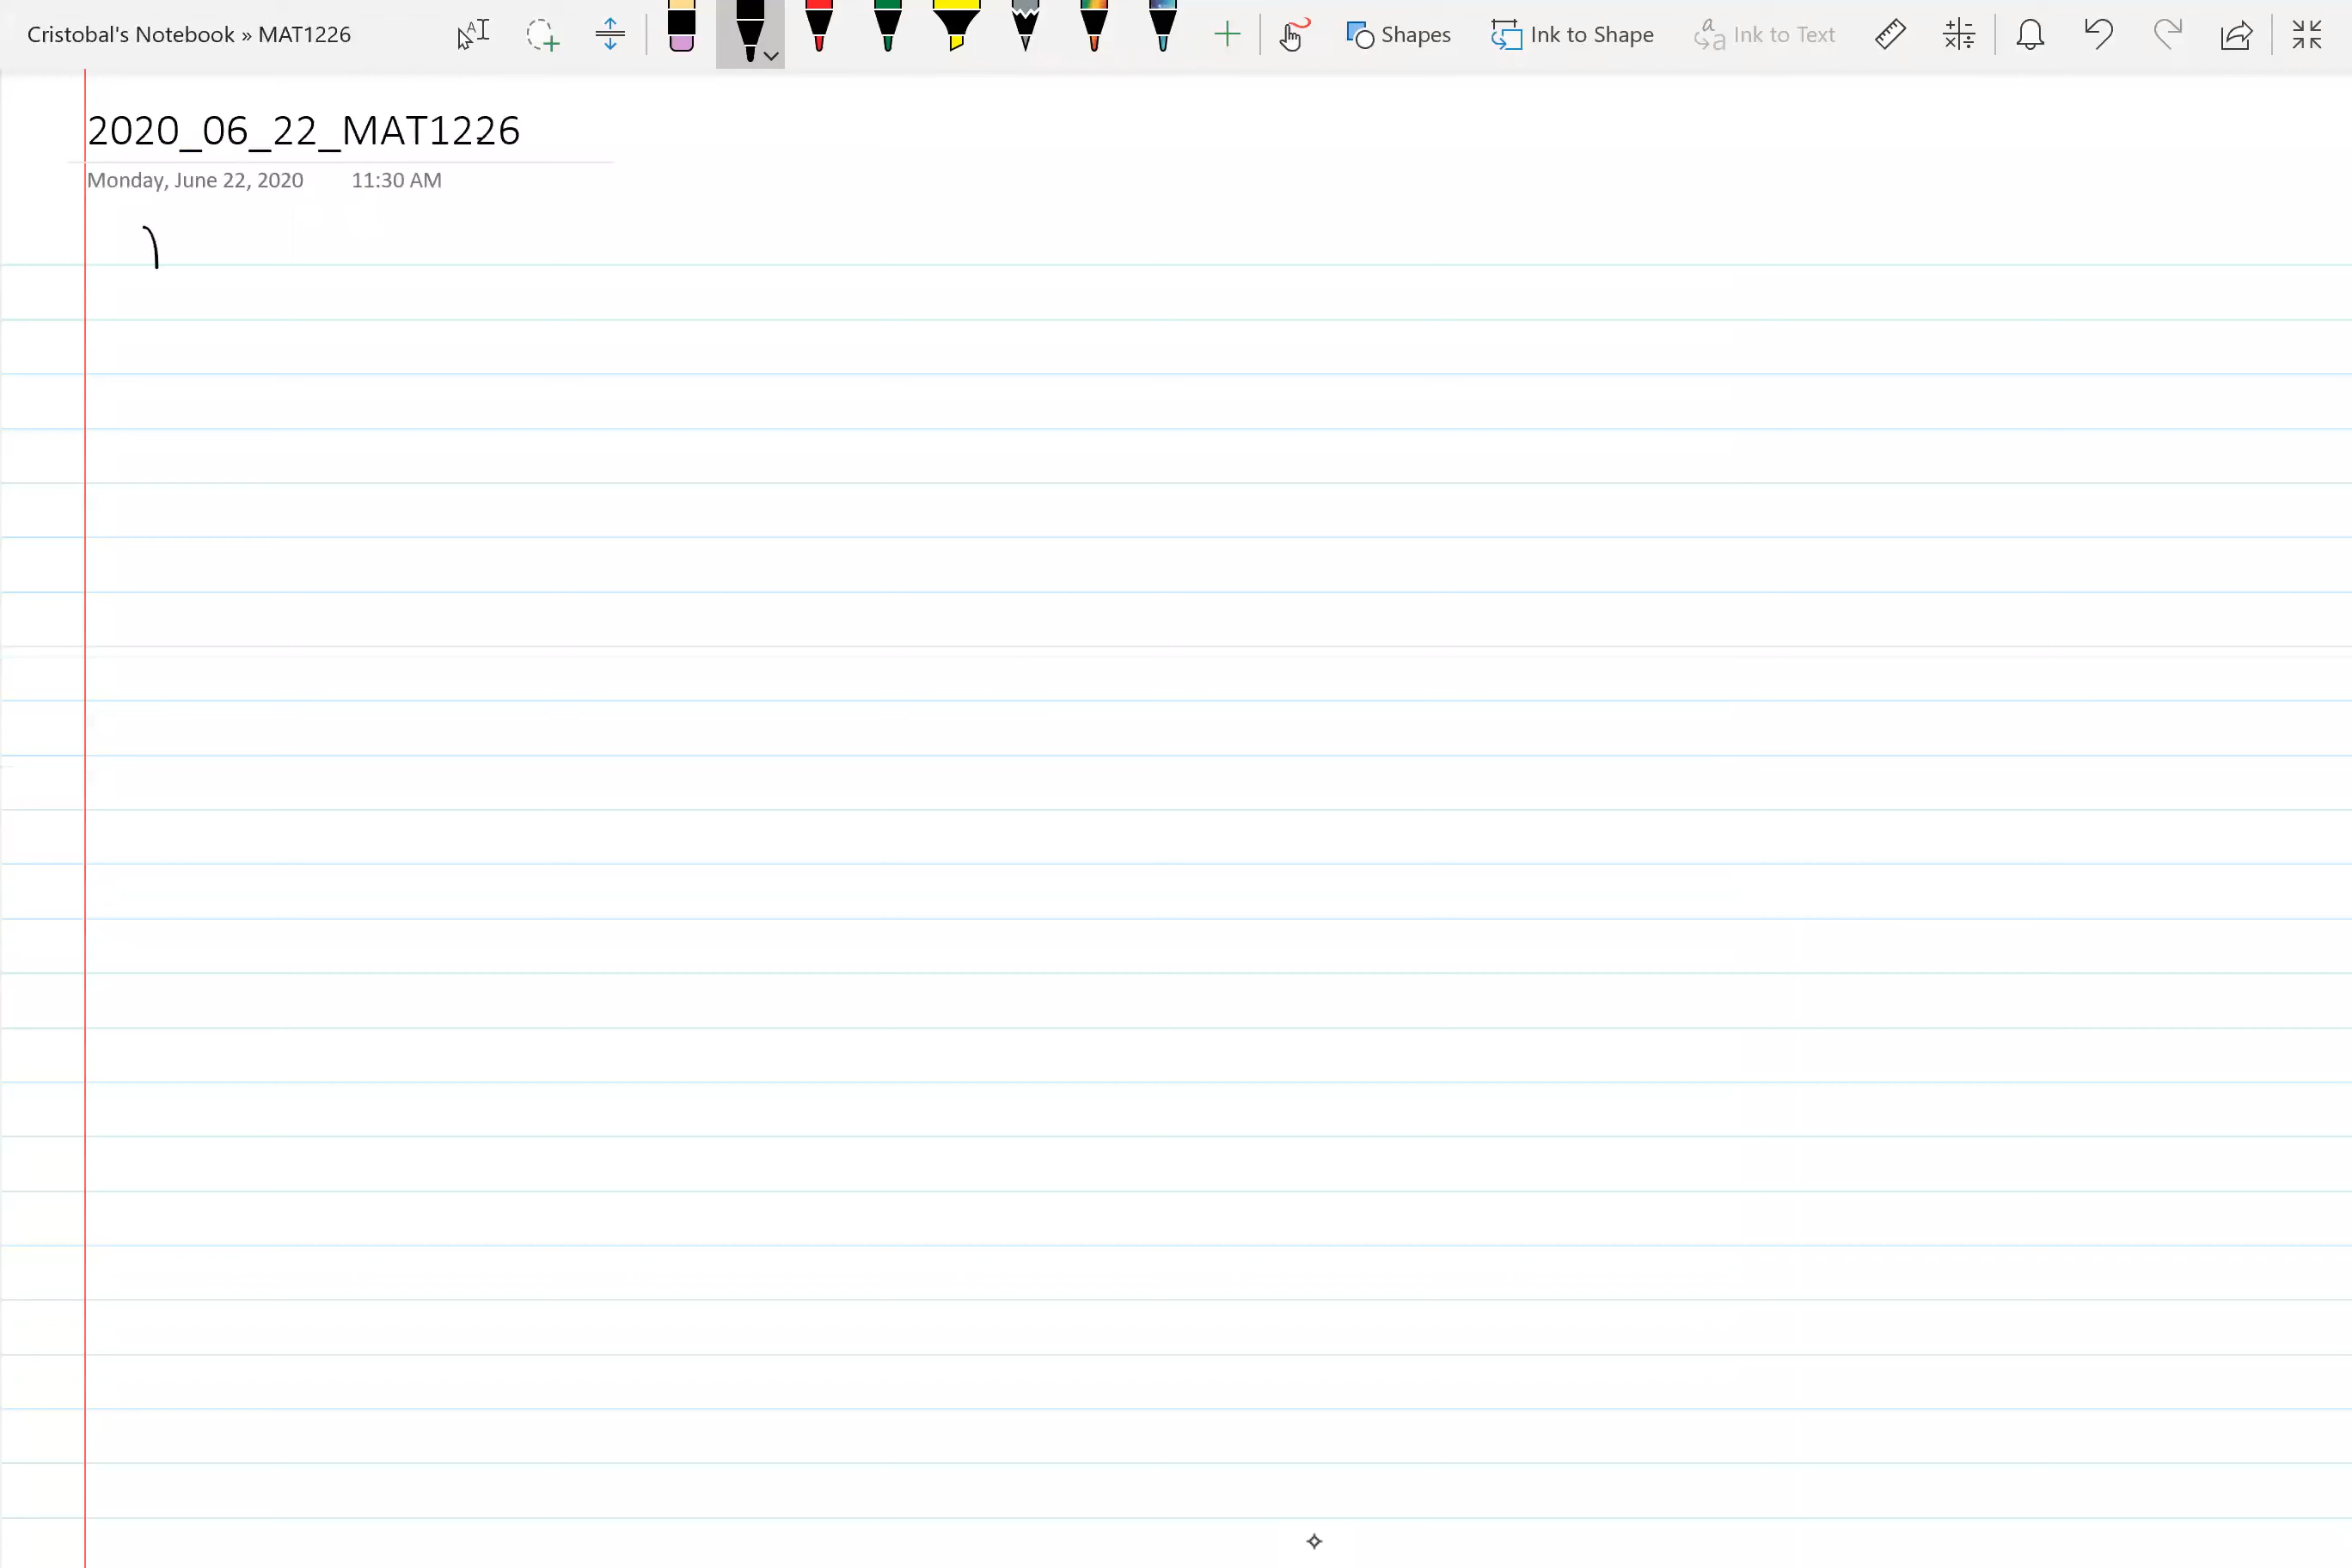 Cristobal's Notebook » MAT1226
Shapes
Ink to Shape
Ink to Text
2020_06_22_MAT1226
Monday, June 22, 2020 11:30 AM